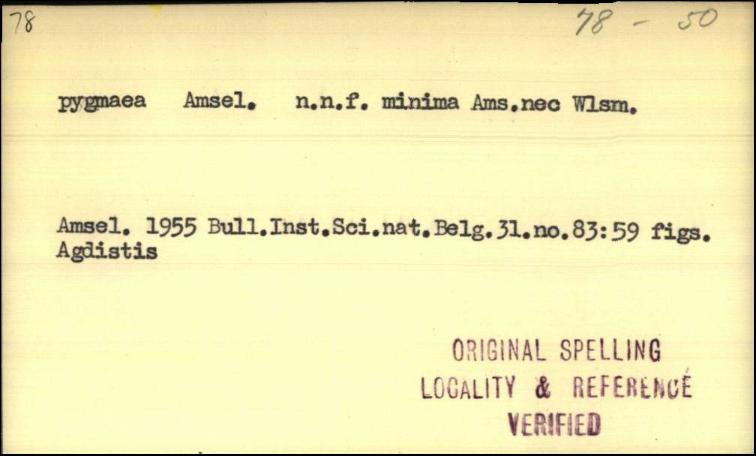 78
78 - 50
pygmaea Amsel. n.n.f. minima Ams.nec Wlsm.
Amsel. 1955 Bull.Inst.Sci.nat.Belg.31.no.83:59 figs.
Agdistis
ORIGINAL SPELLING
LOCALITY & REFERENCE
VERIFIED